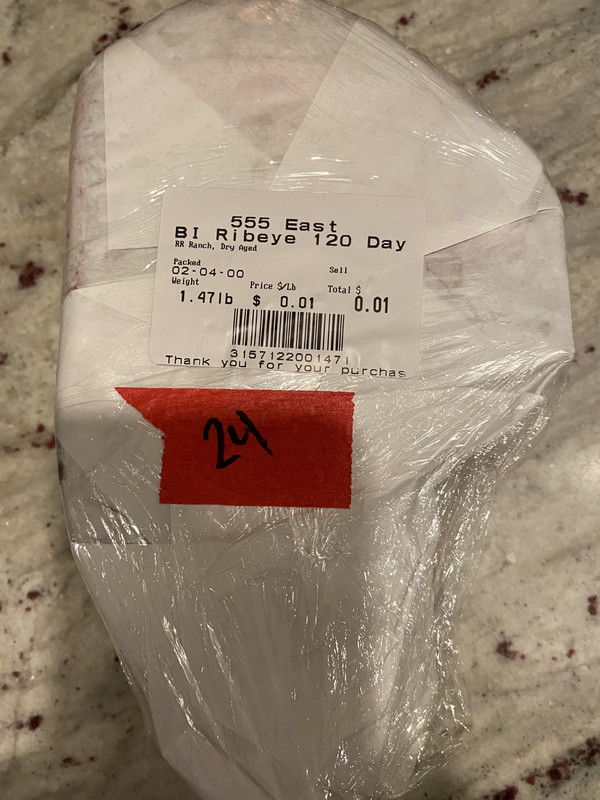 555 East
BI Ribeye 120 Day
RR Ranch, Dry Aged
Packed
02-04-00 Sell
Weight Price $/Lb Total $
1.47lb $ 0.01 0.01
3157122001471
Thank you for your purchas
24